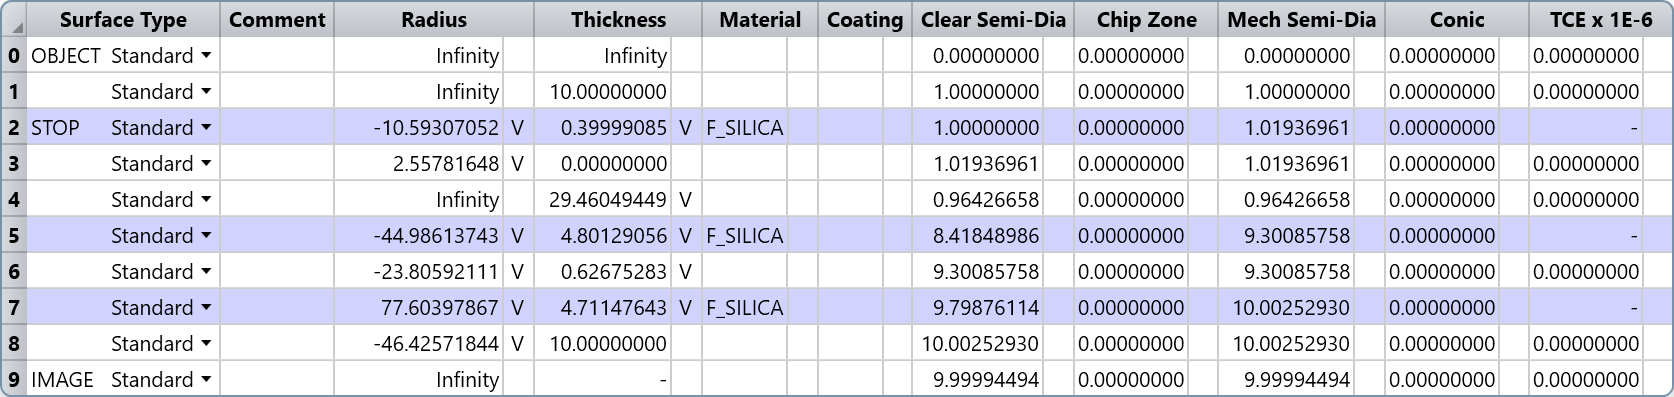 Surface Type Comment Radius Thickness Material Coating Clear Semi-Dia Chip Zone Mech Semi-Dia Conic TCE x 1E-6
0 OBJECT Standard Infinity Infinity 0.00000000 0.00000000 0.00000000 0.00000000 0.00000000
1 Standard Infinity 10.00000000 1.00000000 0.00000000 1.00000000 0.00000000 0.00000000
2 STOP Standard -10.59307052 V 0.39999085 V F_SILICA 1.00000000 0.00000000 1.01936961 0.00000000 -
3 Standard 2.55781648 V 0.00000000 1.01936961 0.00000000 1.01936961 0.00000000 0.00000000
4 Standard Infinity 29.46049449 V 0.96426658 0.00000000 0.96426658 0.00000000 0.00000000
5 Standard -44.98613743 V 4.80129056 V F_SILICA 8.41848986 0.00000000 9.30085758 0.00000000 -
6 Standard -23.80592111 V 0.62675283 V 9.30085758 0.00000000 9.30085758 0.00000000 0.00000000
7 Standard 77.60397867 V 4.71147643 V F_SILICA 9.79876114 0.00000000 10.00252930 0.00000000 -
8 Standard -46.42571844 V 10.00000000 10.00252930 0.00000000 10.00252930 0.00000000 0.00000000
9 IMAGE Standard Infinity - 9.99994494 0.00000000 9.99994494 0.00000000 0.00000000